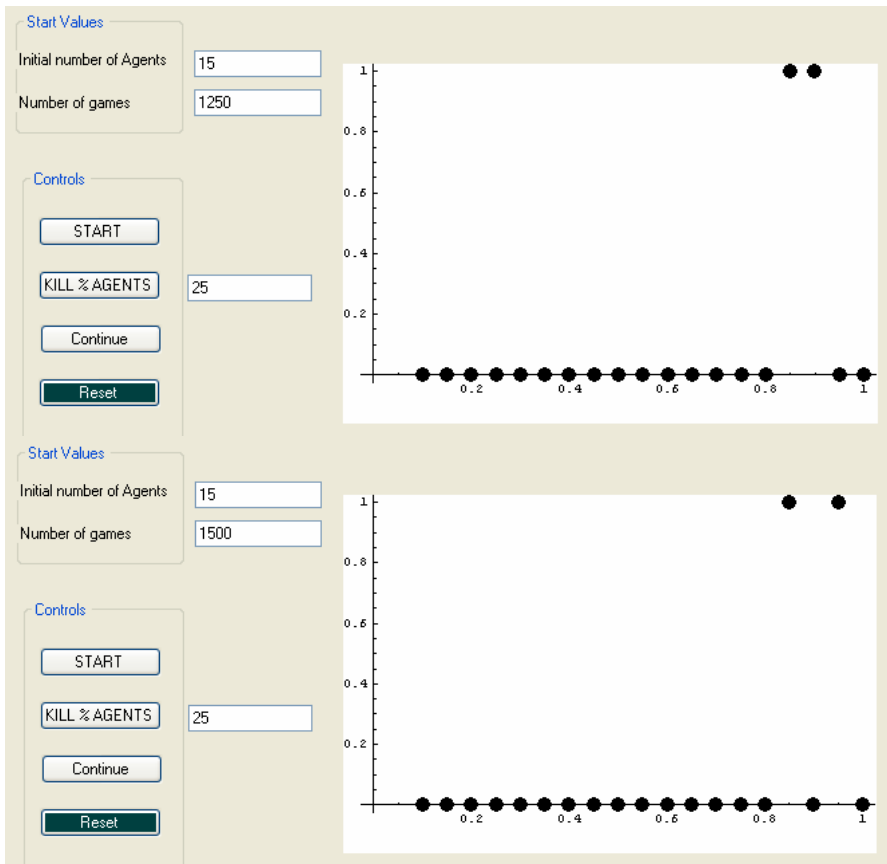 Start Values
Initial number of Agents 15
Number of games 1250
Controls
START
KILL % AGENTS 25
Continue
Reset
1
0.8
0.6
0.4
0.2
0.2 0.4 0.6 0.8 1
Start Values
Initial number of Agents 15
Number of games 1500
Controls
START
KILL % AGENTS 25
Continue
Reset
1
0.8
0.6
0.4
0.2
0.2 0.4 0.6 0.8 1